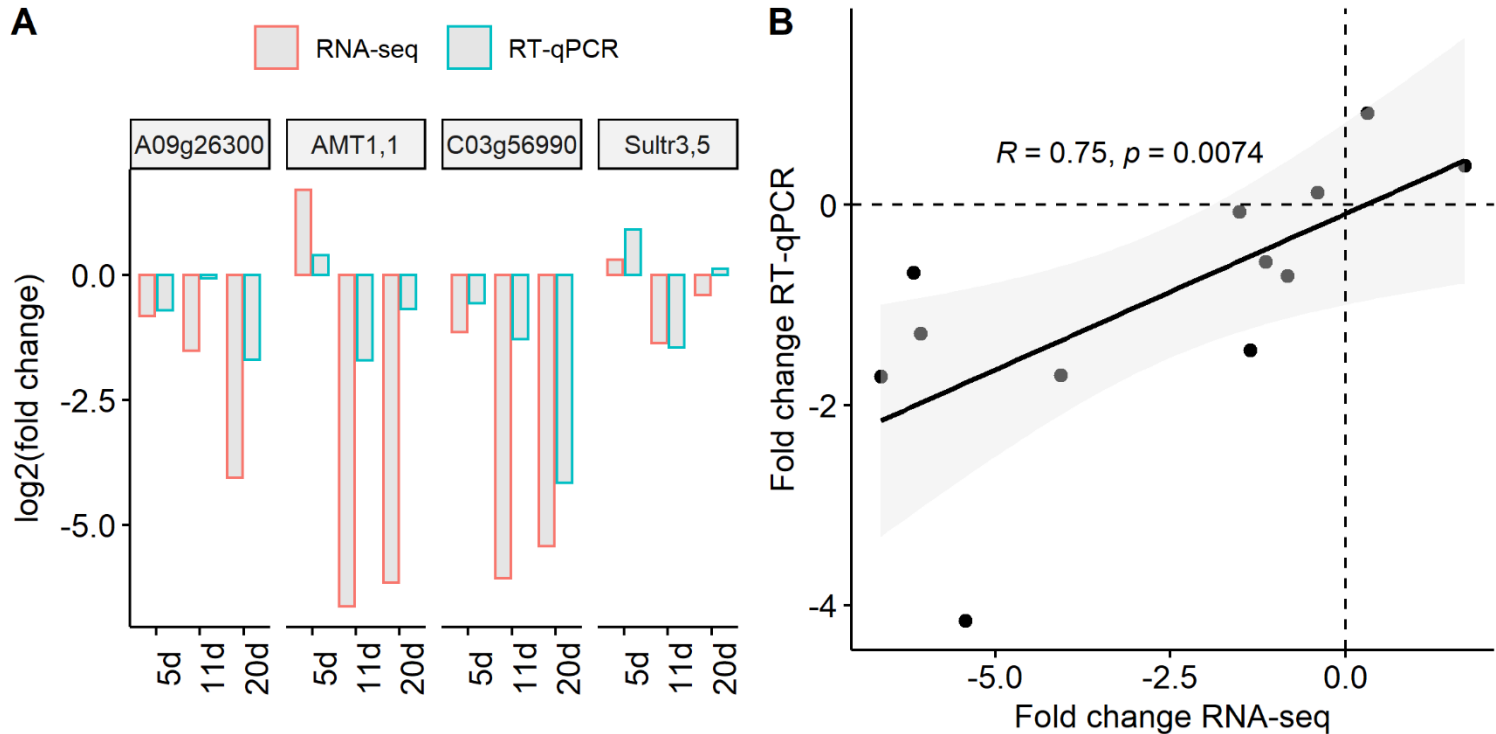 A
RNA-seq RT-qPCR
A09g26300 AMT1,1 C03g56990 Sultr3,5
log2(fold change)
0.0
-2.5
-5.0
5d 11d 20d 5d 11d 20d 5d 11d 20d 5d 11d 20d
B
R = 0.75, p = 0.0074
Fold change RT-qPCR
0
-2
-4
-5.0 -2.5 0.0
Fold change RNA-seq